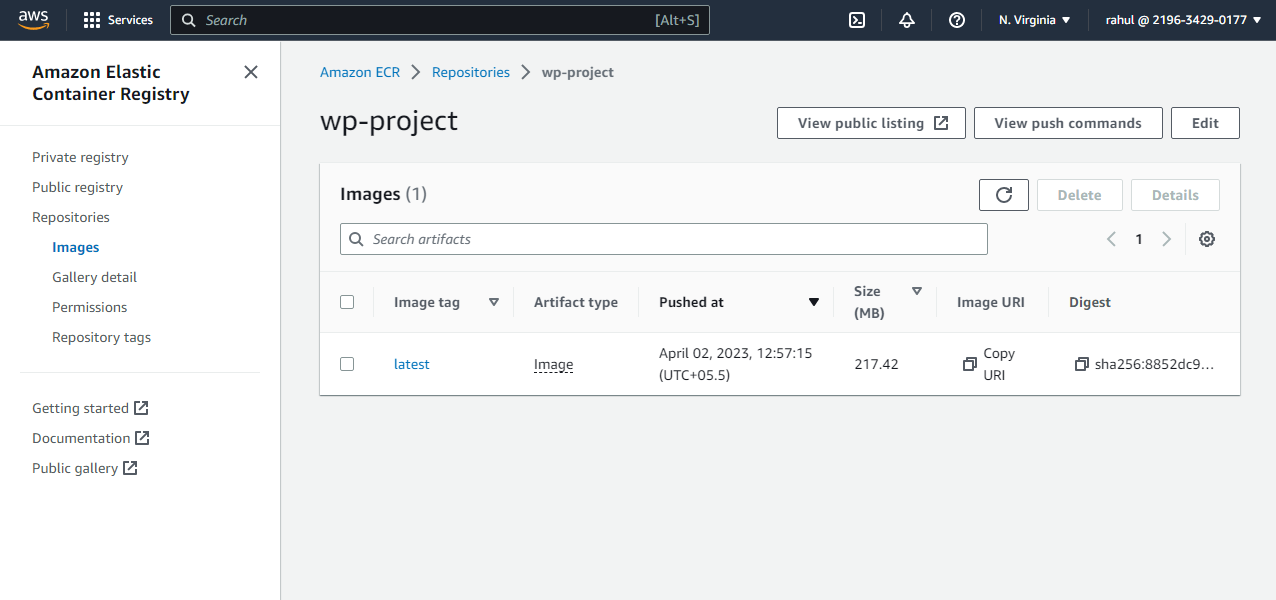 aws
Services
Search [Alt+S]
N. Virginia
rahul @ 2196-3429-0177
Amazon Elastic
Container Registry
Private registry
Public registry
Repositories
Images
Gallery detail
Permissions
Repository tags
Getting started
Documentation
Public gallery
Amazon ECR
Repositories
wp-project
wp-project
View public listing
View push commands
Edit
Images (1)
Delete
Details
Search artifacts
1
Image tag
Artifact type
Pushed at
Size
(MB)
Image URI
Digest
latest
Image
April 02, 2023, 12:57:15
(UTC+05.5)
217.42
Copy
URI
sha256:8852dc9...